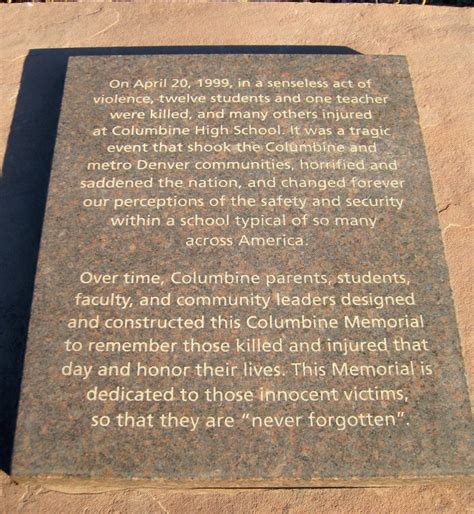 On April 20, 1999, in a senseless act of
violence, twelve students and one teacher
were killed, and many others injured
at Columbine High School. It was a tragic
event that shook the Columbine and
metro Denver communities, horrified and
saddened the nation, and changed forever
our perceptions of the safety and security
within a school typical of so many
across America.
Over time, Columbine parents, students,
faculty, and community leaders designed
and constructed this Columbine Memorial
to remember those killed and injured that
day and honor their lives. This Memorial is
dedicated to those innocent victims,
so that they are “never forgotten”.